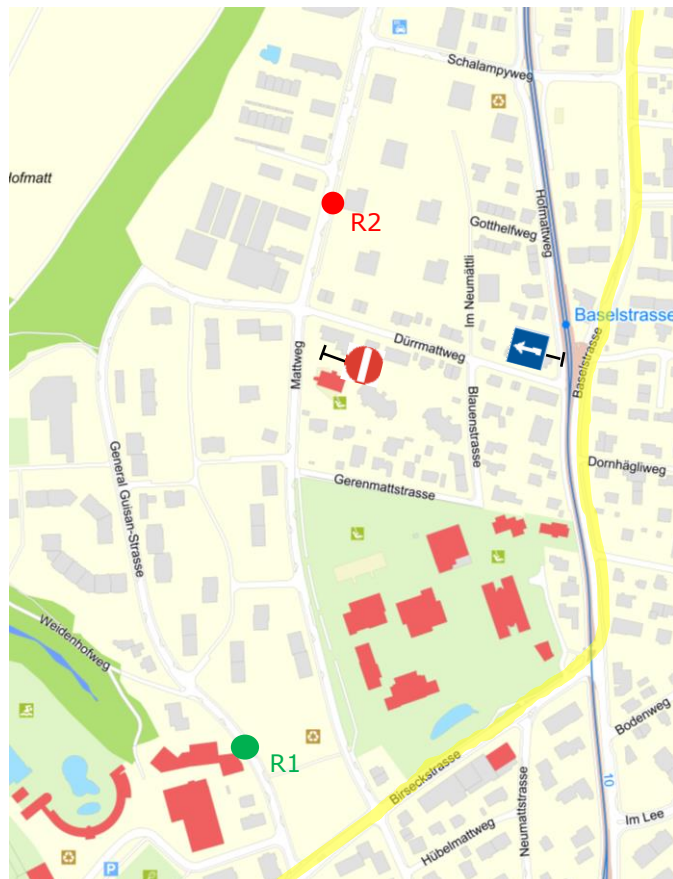 Schalampyweg
Hofmatt
R2
Hofmattweg
Gotthelfweg
Im Neumättli
Baselstrasse
Dürrmattweg
Baselstrasse
Mattweg
Blauenstrasse
Dornhägliweg
Gerenmattstrasse
General Guisan-Strasse
Weidenhofweg
Bodenweg
R1
Birseckstrasse
10
Neumattstrasse
Im Lee
Hübelmattweg
P